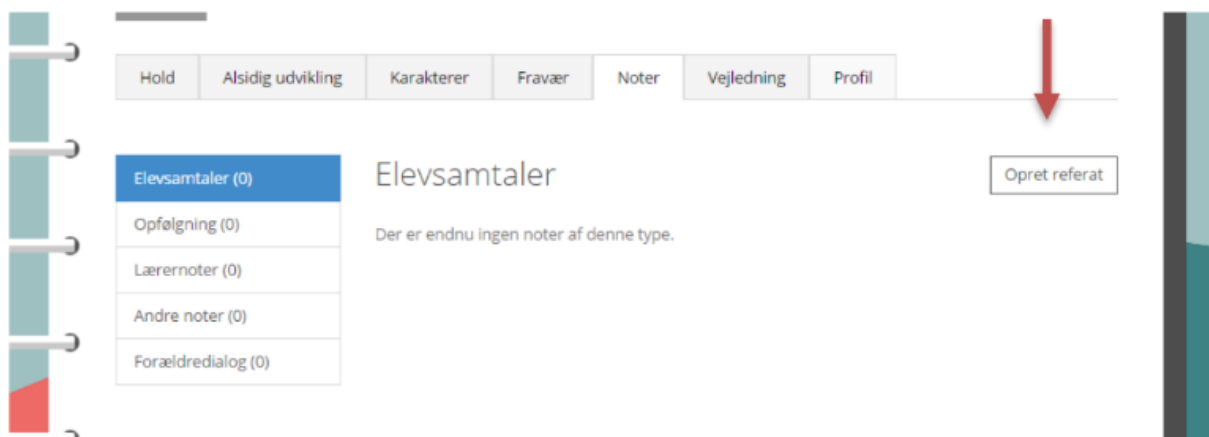 Hold Alsidig udvikling Karakterer Fravær Noter Vejledning Profil
Elevsamtaler (0)
Opfølgning (0)
Lærernoter (0)
Andre noter (0)
Forældredialog (0)
Elevsamtaler
Opret referat
Der er endnu ingen noter af denne type.